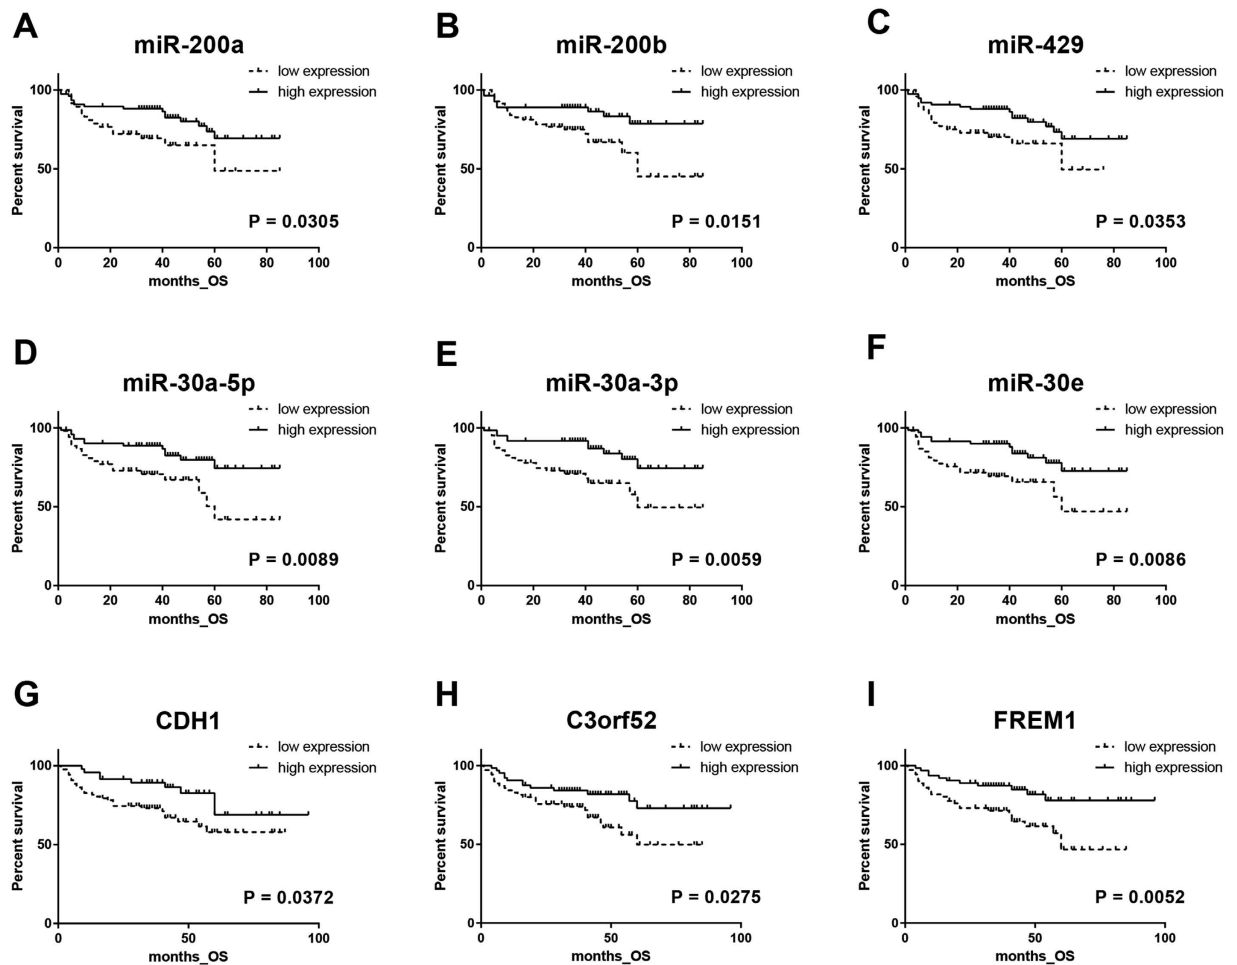 A
miR-200a
low expression
high expression
Percent survival
100
50
0
P = 0.0305
0 20 40 60 80 100
months_OS
B
miR-200b
low expression
high expression
Percent survival
100
50
0
P = 0.0151
0 20 40 60 80 100
months_OS
C
miR-429
low expression
high expression
Percent survival
100
50
0
P = 0.0353
0 20 40 60 80 100
months_OS
D
miR-30a-5p
low expression
high expression
Percent survival
100
50
0
P = 0.0089
0 20 40 60 80 100
months_OS
E
miR-30a-3p
low expression
high expression
Percent survival
100
50
0
P = 0.0059
0 20 40 60 80 100
months_OS
F
miR-30e
low expression
high expression
Percent survival
100
50
0
P = 0.0086
0 20 40 60 80 100
months_OS
G
CDH1
low expression
high expression
Percent survival
100
50
0
P = 0.0372
0 50 100
months_OS
H
C3orf52
low expression
high expression
Percent survival
100
50
0
P = 0.0275
0 50 100
months_OS
I
FREM1
low expression
high expression
Percent survival
100
50
0
P = 0.0052
0 50 100
months_OS